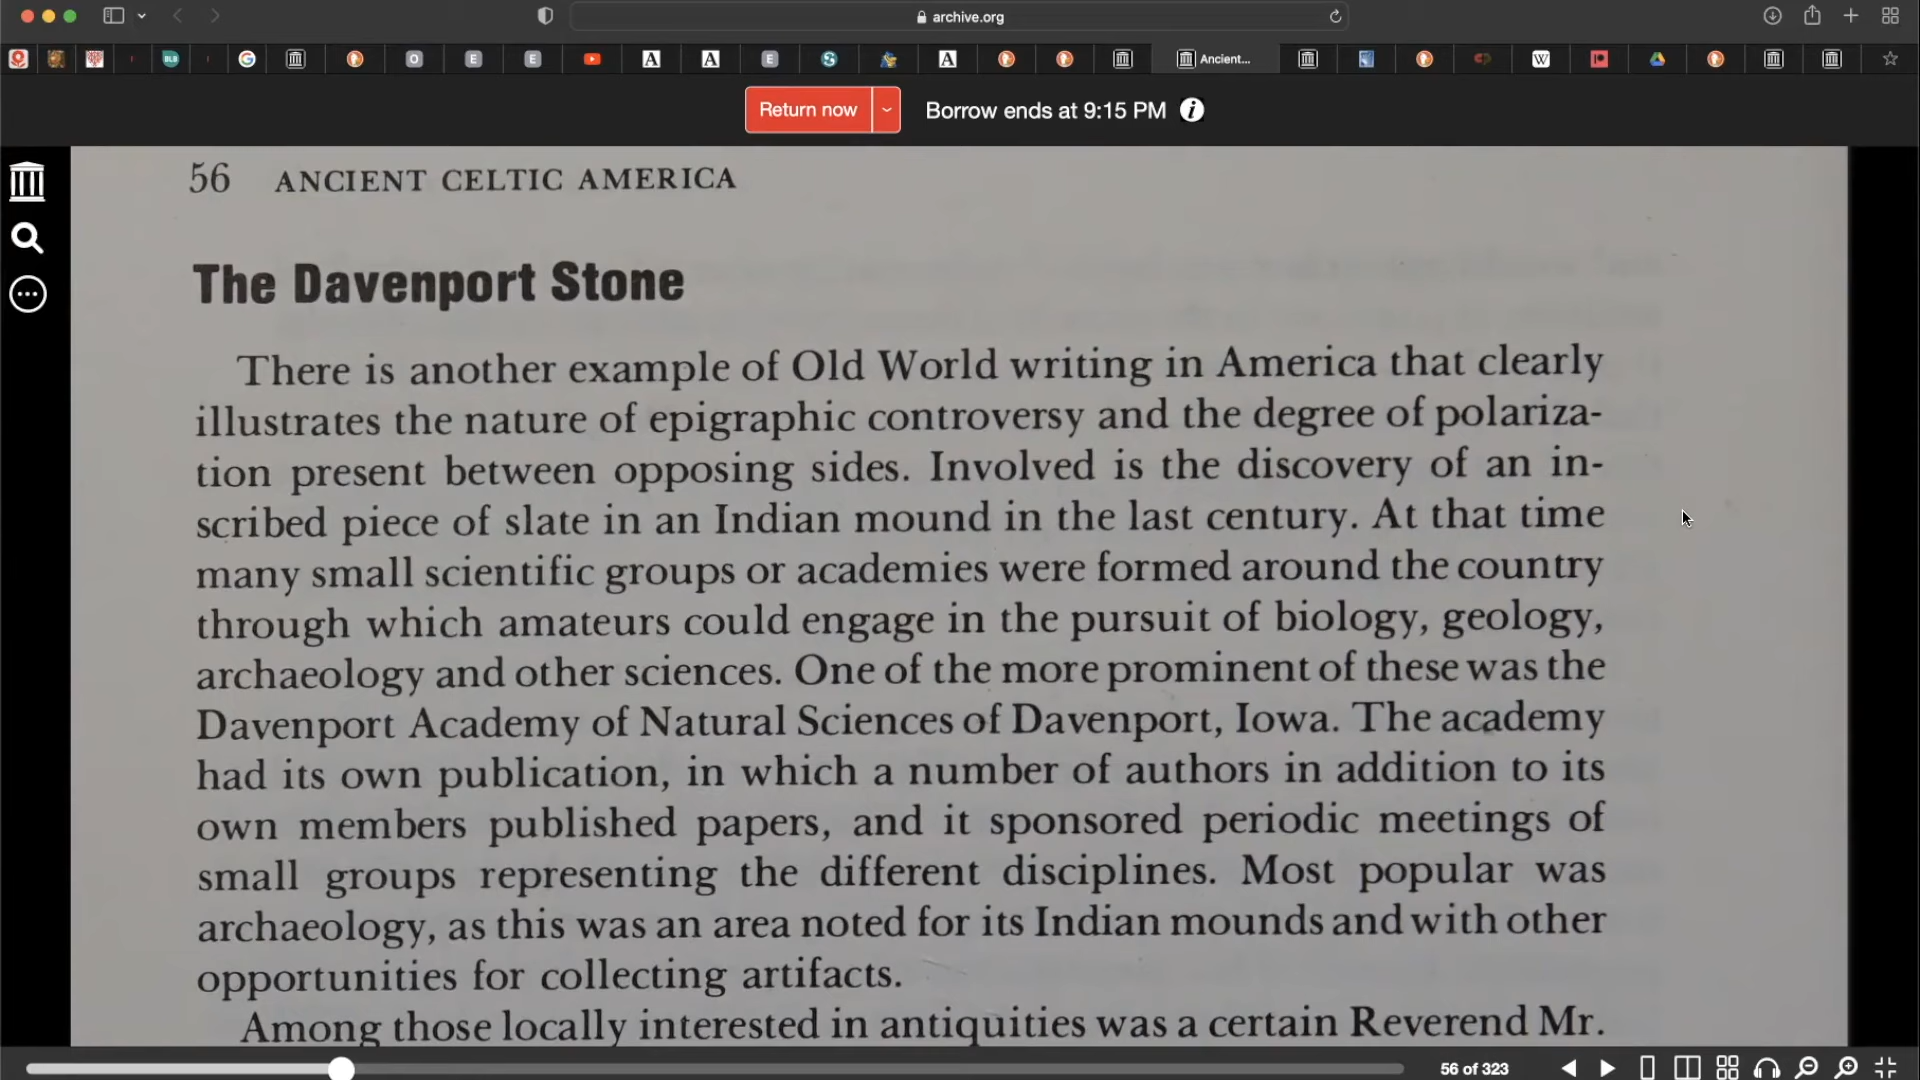 archive.org
Ancient...
Return now
Borrow ends at 9:15 PM
56 ANCIENT CELTIC AMERICA
The Davenport Stone
There is another example of Old World writing in America that clearly
illustrates the nature of epigraphic controversy and the degree of polariza-
tion present between opposing sides. Involved is the discovery of an in-
scribed piece of slate in an Indian mound in the last century. At that time
many small scientific groups or academies were formed around the country
through which amateurs could engage in the pursuit of biology, geology,
archaeology and other sciences. One of the more prominent of these was the
Davenport Academy of Natural Sciences of Davenport, Iowa. The academy
had its own publication, in which a number of authors in addition to its
own members published papers, and it sponsored periodic meetings of
small groups representing the different disciplines. Most popular was
archaeology, as this was an area noted for its Indian mounds and with other
opportunities for collecting artifacts.
Among those locally interested in antiquities was a certain Reverend Mr.
56 of 323